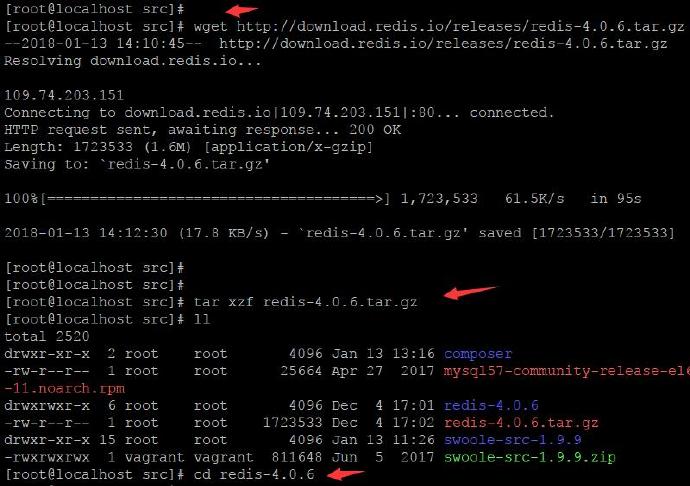 [root@localhost src]#
[root@localhost src]# wget http://download.redis.io/releases/redis-4.0.6.tar.gz
--2018-01-13 14:10:45--  http://download.redis.io/releases/redis-4.0.6.tar.gz
Resolving download.redis.io...
109.74.203.151
Connecting to download.redis.io|109.74.203.151|:80... connected.
HTTP request sent, awaiting response... 200 OK
Length: 1723533 (1.6M) [application/x-gzip]
Saving to: `redis-4.0.6.tar.gz'
100%[======================================>] 1,723,533   61.5K/s   in 95s
2018-01-13 14:12:30 (17.8 KB/s) - `redis-4.0.6.tar.gz' saved [1723533/1723533]
[root@localhost src]#
[root@localhost src]#
[root@localhost src]# tar xzf redis-4.0.6.tar.gz
[root@localhost src]# ll
total 2520
drwxr-xr-x  2 root    root      4096 Jan 13 13:16 composer
-rw-r--r--  1 root    root     25664 Apr 27  2017 mysql57-community-release-el6
-11.noarch.rpm
drwxrwxr-x  6 root    root      4096 Dec  4 17:01 redis-4.0.6
-rw-r--r--  1 root    root   1723533 Dec  4 17:02 redis-4.0.6.tar.gz
drwxr-xr-x 15 root    root      4096 Jan 13 11:26 swoole-src-1.9.9
-rwxrwxrwx  1 vagrant vagrant  811648 Jun  5  2017 swoole-src-1.9.9.zip
[root@localhost src]# cd redis-4.0.6